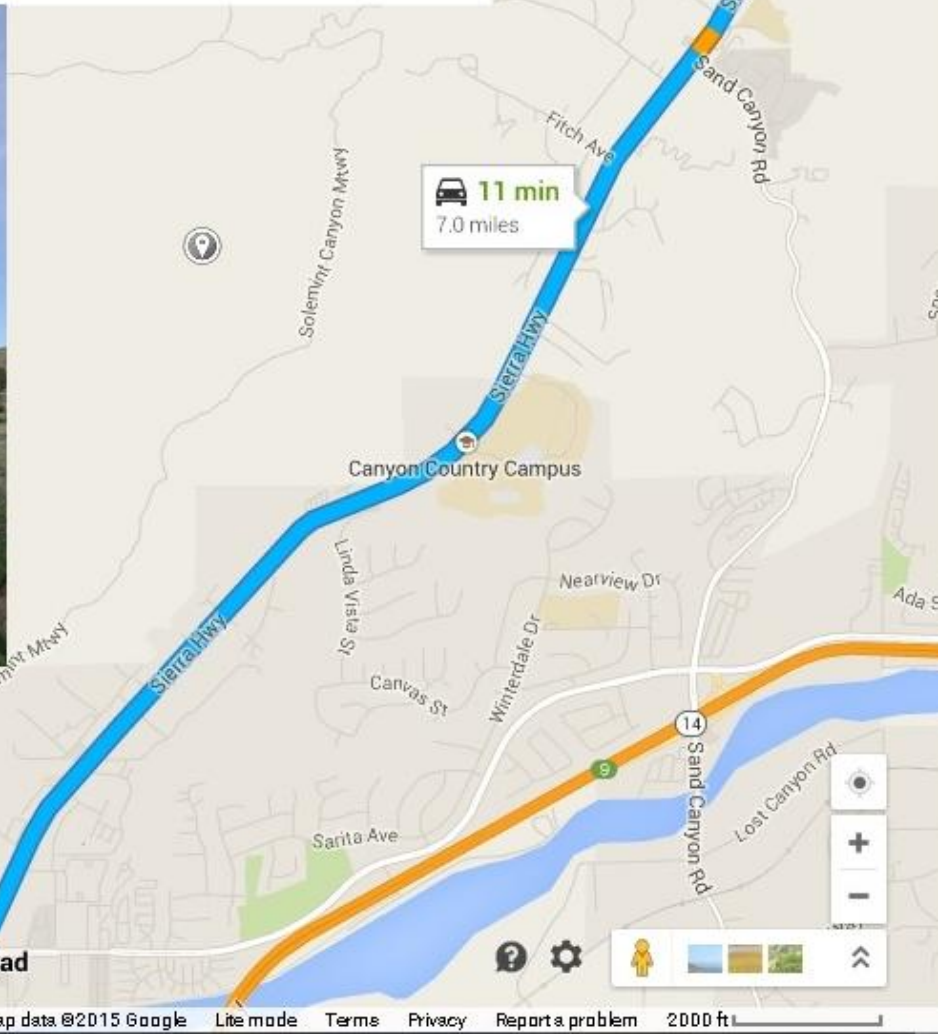 Sand Canyon Rd
Fitch Ave
11 min
7.0 miles
Solemint Canyon Mtwy
Sierra Hwy
Canyon Country Campus
Linda Vista St
Nearview Dr
Ada S
Winterdale Dr
Mtwy
Sierra Hwy
Canvas St
14
9
Sand Canyon Rd
Lost Canyon Rd
Sarita Ave
ad
ap data ©2015 Google Lite mode Terms Privacy Report a problem 2000 ft